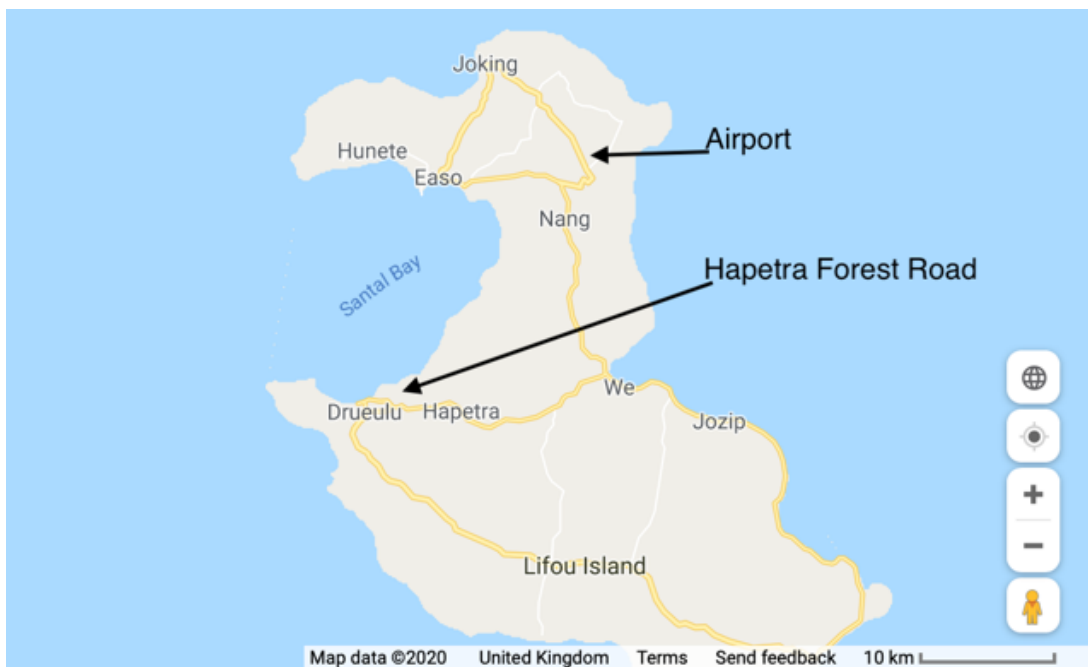 Joking
Airport
Hunete
Easo
Nang
Santal Bay
Hapetra Forest Road
We
Drueulu
Hapetra
Jozip
Lifou Island
Map data ©2020 United Kingdom Terms Send feedback 10 km